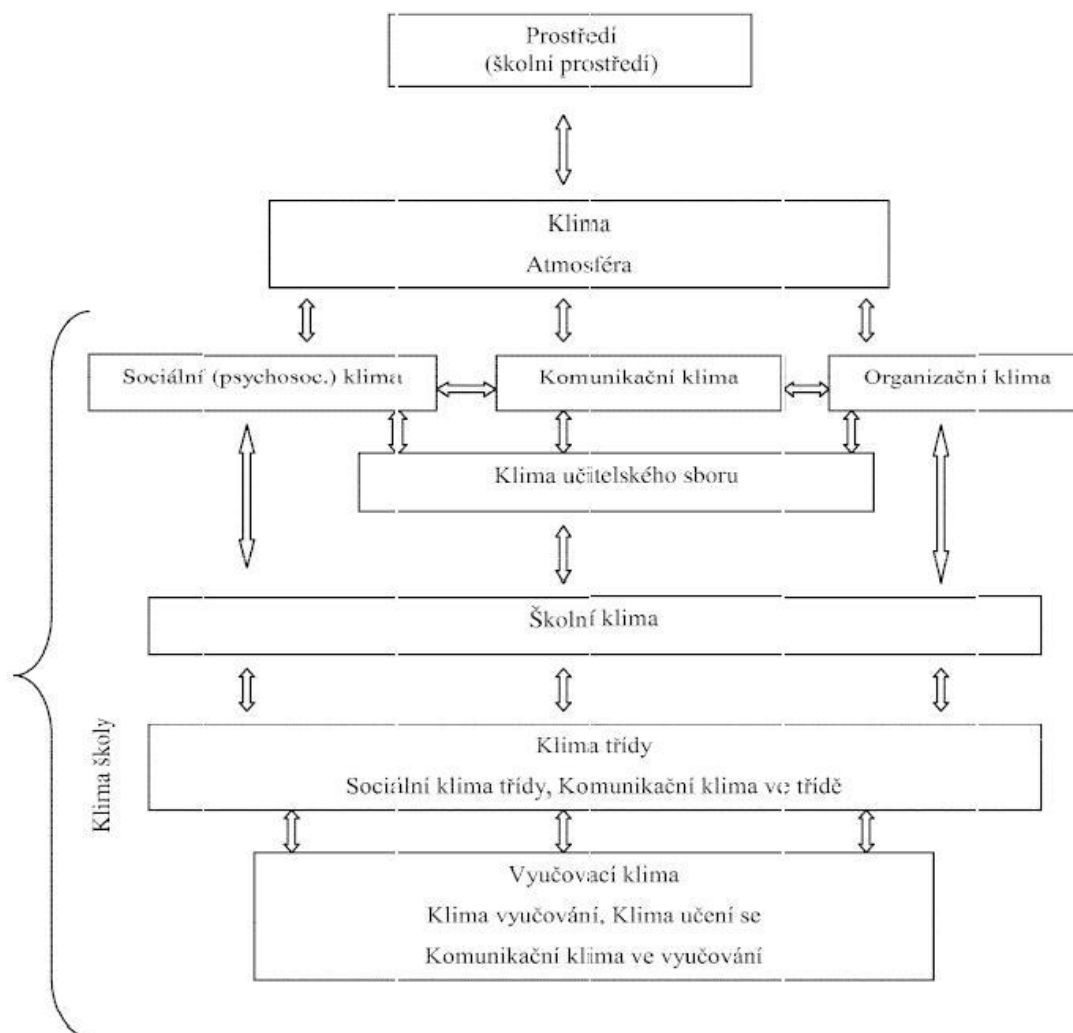 Prostředí
(školní prostředí)
Klima
Atmosféra
Sociální (psychosoc.) klima
Komunikační klima
Organizační klima
Klima učitelského sboru
Školní klima
Klima školy
Klima třídy
Sociální klima třídy, Komunikační klima ve třídě
Vyučovací klima
Klima vyučování, Klima učení se
Komunikační klima ve vyučování